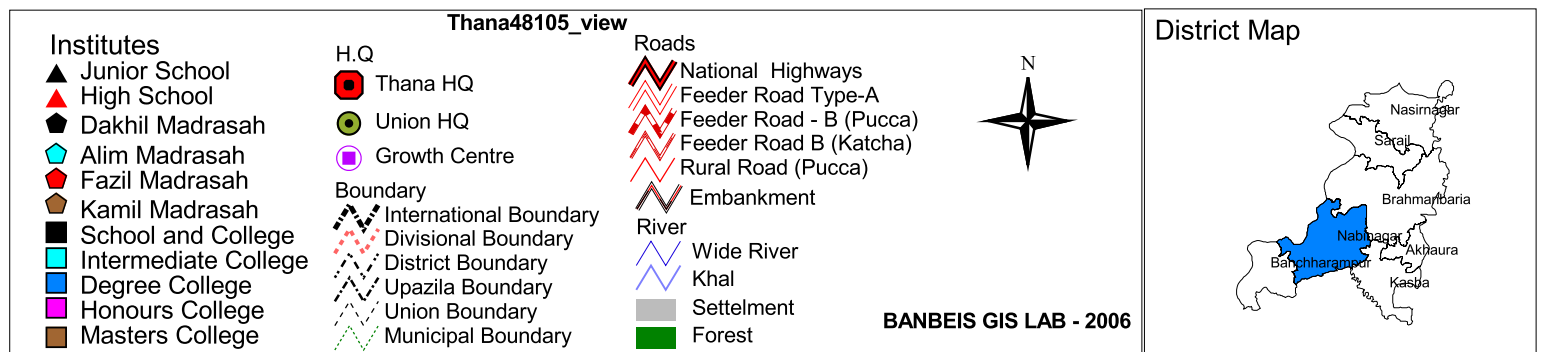 Thana48105_view
Institutes
Junior School
High School
Dakhil Madrasah
Alim Madrasah
Fazil Madrasah
Kamil Madrasah
School and College
Intermediate College
Degree College
Honours College
Masters College
H.Q
Thana HQ
Union HQ
Growth Centre
Boundary
International Boundary
Divisional Boundary
District Boundary
Upazila Boundary
Union Boundary
Municipal Boundary
Roads
National Highways
Feeder Road Type-A
Feeder Road - B (Pucca)
Feeder Road B (Katcha)
Rural Road (Pucca)
Embankment
River
Wide River
Khal
Settelment
Forest
N
BANBEIS GIS LAB - 2006
District Map
Nasirnagar
Sarail
Brahmanbaria
Nabinagar
Akhaura
Banchharampur
Kasba